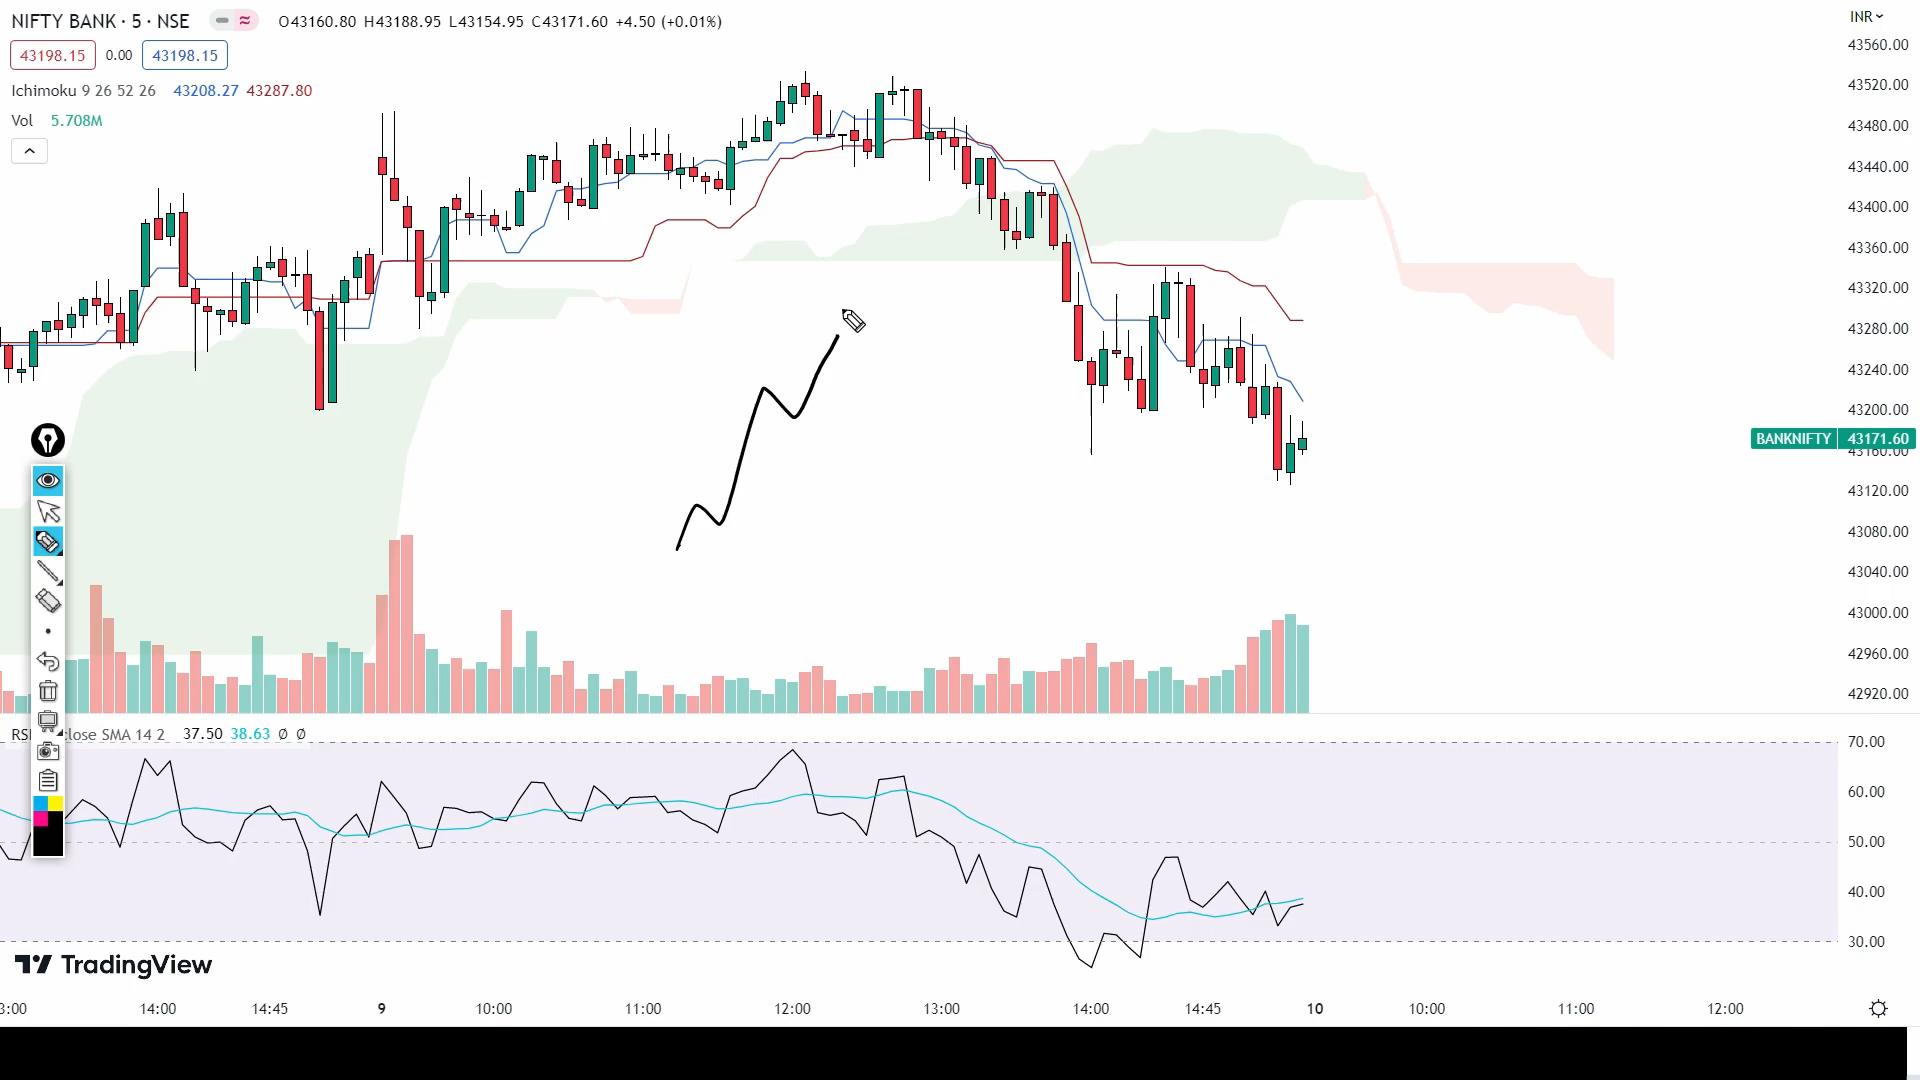 NIFTY BANK · 5 · NSE O43160.80 H43188.95 L43154.95 C43171.60 +4.50 (+0.01%)
INR
43198.15 0.00 43198.15
Ichimoku 9 26 52 26 43208.27 43287.80
Vol 5.708M
43560.00
43520.00
43480.00
43440.00
43400.00
43360.00
43320.00
43280.00
43240.00
43200.00
BANKNIFTY 43171.60
43160.00
43120.00
43080.00
43040.00
43000.00
42960.00
42920.00
RSI close SMA 14 2 37.50 38.63 Ø Ø
70.00
60.00
50.00
40.00
30.00
TradingView
3:00 14:00 14:45 9 10:00 11:00 12:00 13:00 14:00 14:45 10 10:00 11:00 12:00